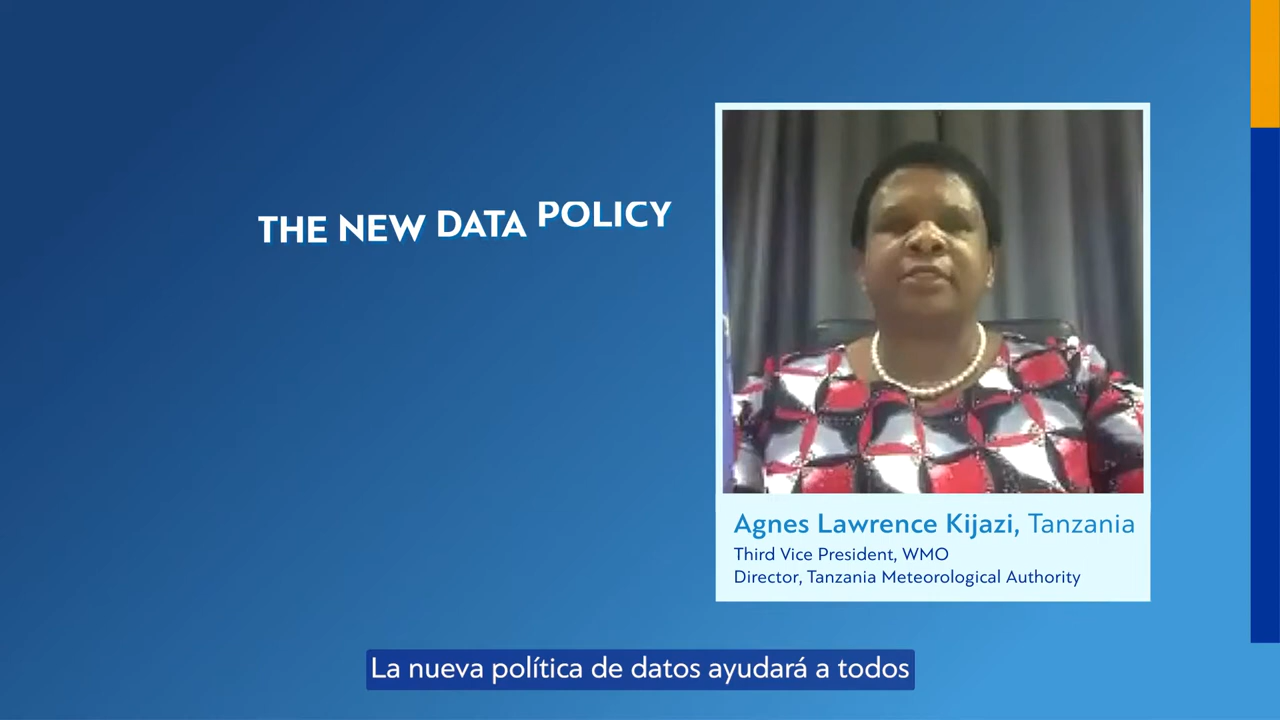 THE NEW DATA POLICY
Agnes Lawrence Kijazi, Tanzania
Third Vice President, WMO
Director, Tanzania Meteorological Authority
La nueva política de datos ayudará a todos